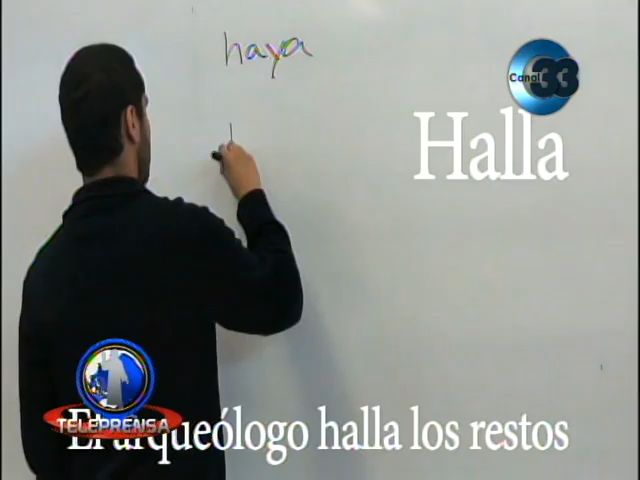 haya
Canal 33
Halla
El arqueólogo halla los restos
TELEPRENSA